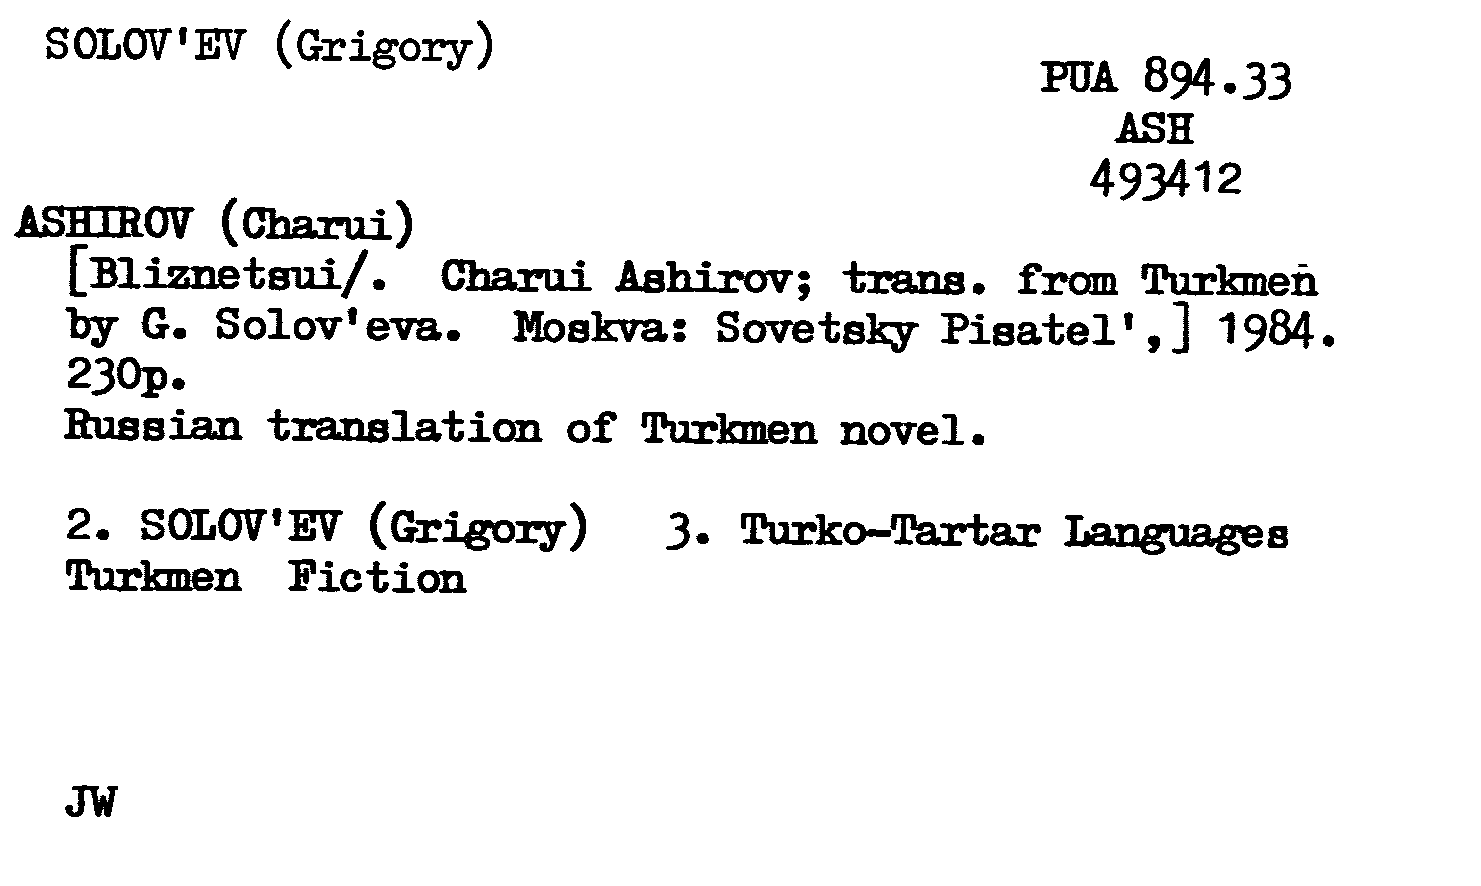 SOLOV'EV (Grigory)
PUA 894.33
ASH
493412
ASHIROV (Charui)
[Bliznetsui/. Charui Ashirov; trans. from Turkmen
by G. Solov'eva. Moskva: Sovetsky Pisatel',] 1984.
230p.
Russian translation of Turkmen novel.
2. SOLOV'EV (Grigory) 3. Turko-Tartar Languages
Turkmen Fiction
JW